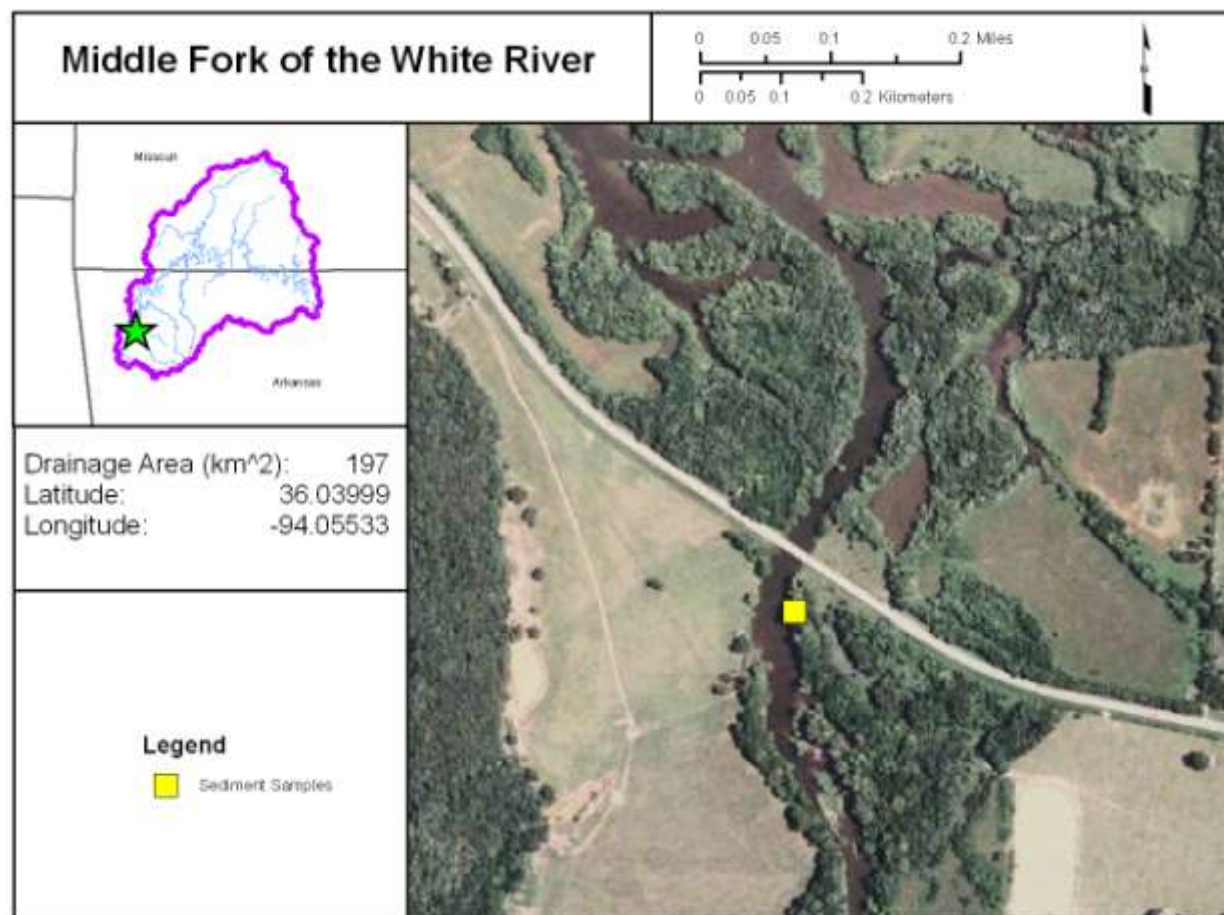 Middle Fork of the White River
0 0.05 0.1 0.2 Miles
0 0.05 0.1 0.2 Kilometers
Missouri
Arkansas
Drainage Area (km^2): 197
Latitude: 36.03999
Longitude: -94.05533
Legend
Sediment Samples